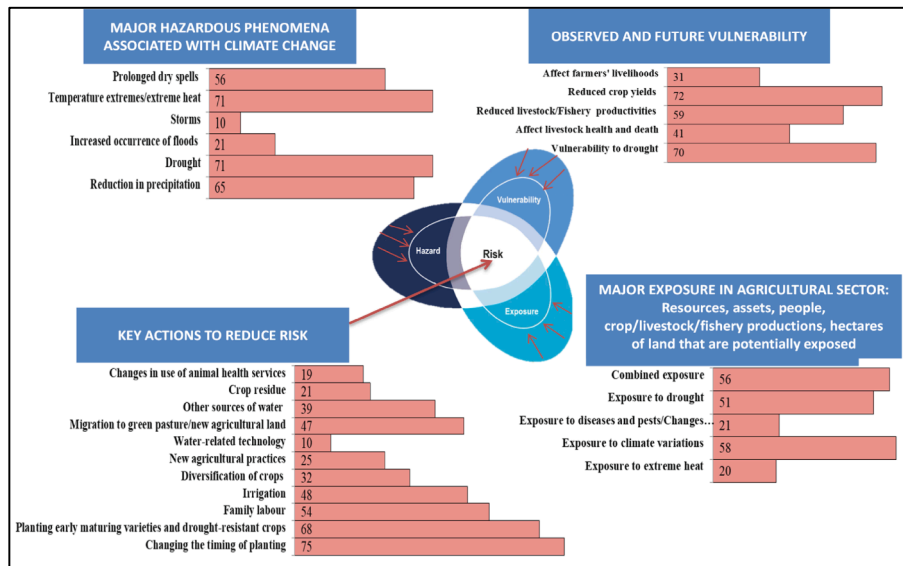 MAJOR HAZARDOUS PHENOMENA
ASSOCIATED WITH CLIMATE CHANGE
Prolonged dry spells 56
Temperature extremes/extreme heat 71
Storms 10
Increased occurrence of floods 21
Drought 71
Reduction in precipitation 65
OBSERVED AND FUTURE VULNERABILITY
Affect farmers' livelihoods 31
Reduced crop yields 72
Reduced livestock/Fishery productivities 59
Affect livestock health and death 41
Vulnerability to drought 70
Vulnerability
Hazard
Risk
Exposure
KEY ACTIONS TO REDUCE RISK
Changes in use of animal health services 19
Crop residue 21
Other sources of water 39
Migration to green pasture/new agricultural land 47
Water-related technology 10
New agricultural practices 25
Diversification of crops 32
Irrigation 48
Family labour 54
Planting early maturing varieties and drought-resistant crops 68
Changing the timing of planting 75
MAJOR EXPOSURE IN AGRICULTURAL SECTOR:
Resources, assets, people,
crop/livestock/fishery productions, hectares
of land that are potentially exposed
Combined exposure 56
Exposure to drought 51
Exposure to diseases and pests/Changes... 21
Exposure to climate variations 58
Exposure to extreme heat 20